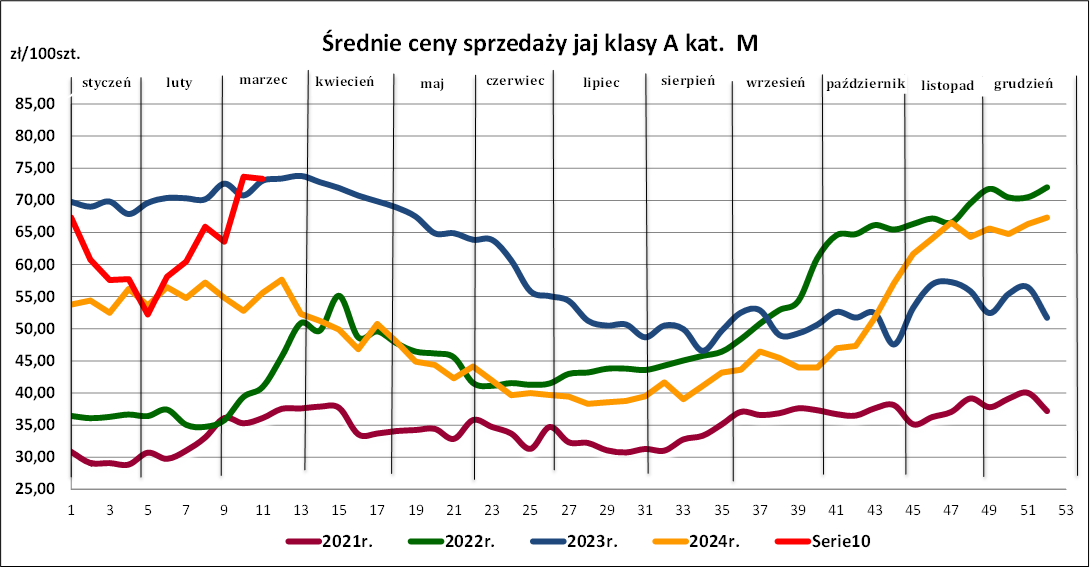 Średnie ceny sprzedaży jaj klasy A kat. M
zł/100szt.
styczeń luty marzec kwiecień maj czerwiec lipiec sierpień wrzesień październik listopad grudzień
85,00
80,00
75,00
70,00
65,00
60,00
55,00
50,00
45,00
40,00
35,00
30,00
25,00
1 3 5 7 9 11 13 15 17 19 21 23 25 27 29 31 33 35 37 39 41 43 45 47 49 51 53
2021r. 2022r. 2023r. 2024r. Serie10